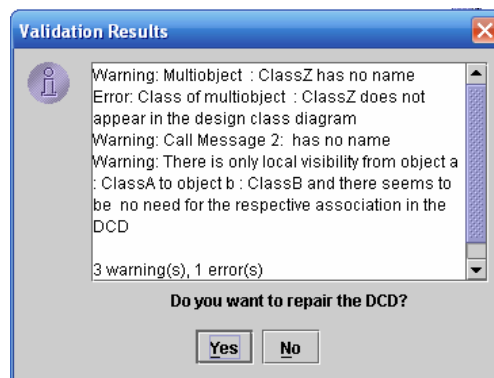 Validation Results
Warning: Multiobject : ClassZ has no name
Error: Class of multiobject : ClassZ does not
appear in the design class diagram
Warning: Call Message 2: has no name
Warning: There is only local visibility from object a
: ClassA to object b : ClassB and there seems to
be no need for the respective association in the
DCD
3 warning(s), 1 error(s)
Do you want to repair the DCD?
Yes No